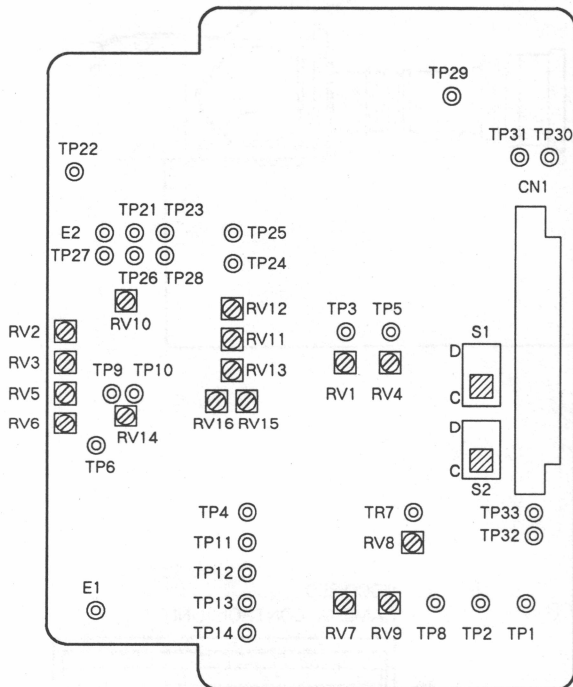 TP29
TP31 TP30
TP22
CN1
TP21 TP23
E2
TP25
TP27
TP24
TP26 TP28
RV10
RV12
TP3 TP5
RV2
RV11
S1
D
RV3
RV13
TP9 TP10
RV1 RV4
RV5
C
RV6
RV14
RV16 RV15
D
TP6
C
S2
TP4
TR7
TP33
TP11
RV8
TP32
TP12
E1
TP13
TP14
RV7 RV9 TP8 TP2 TP1